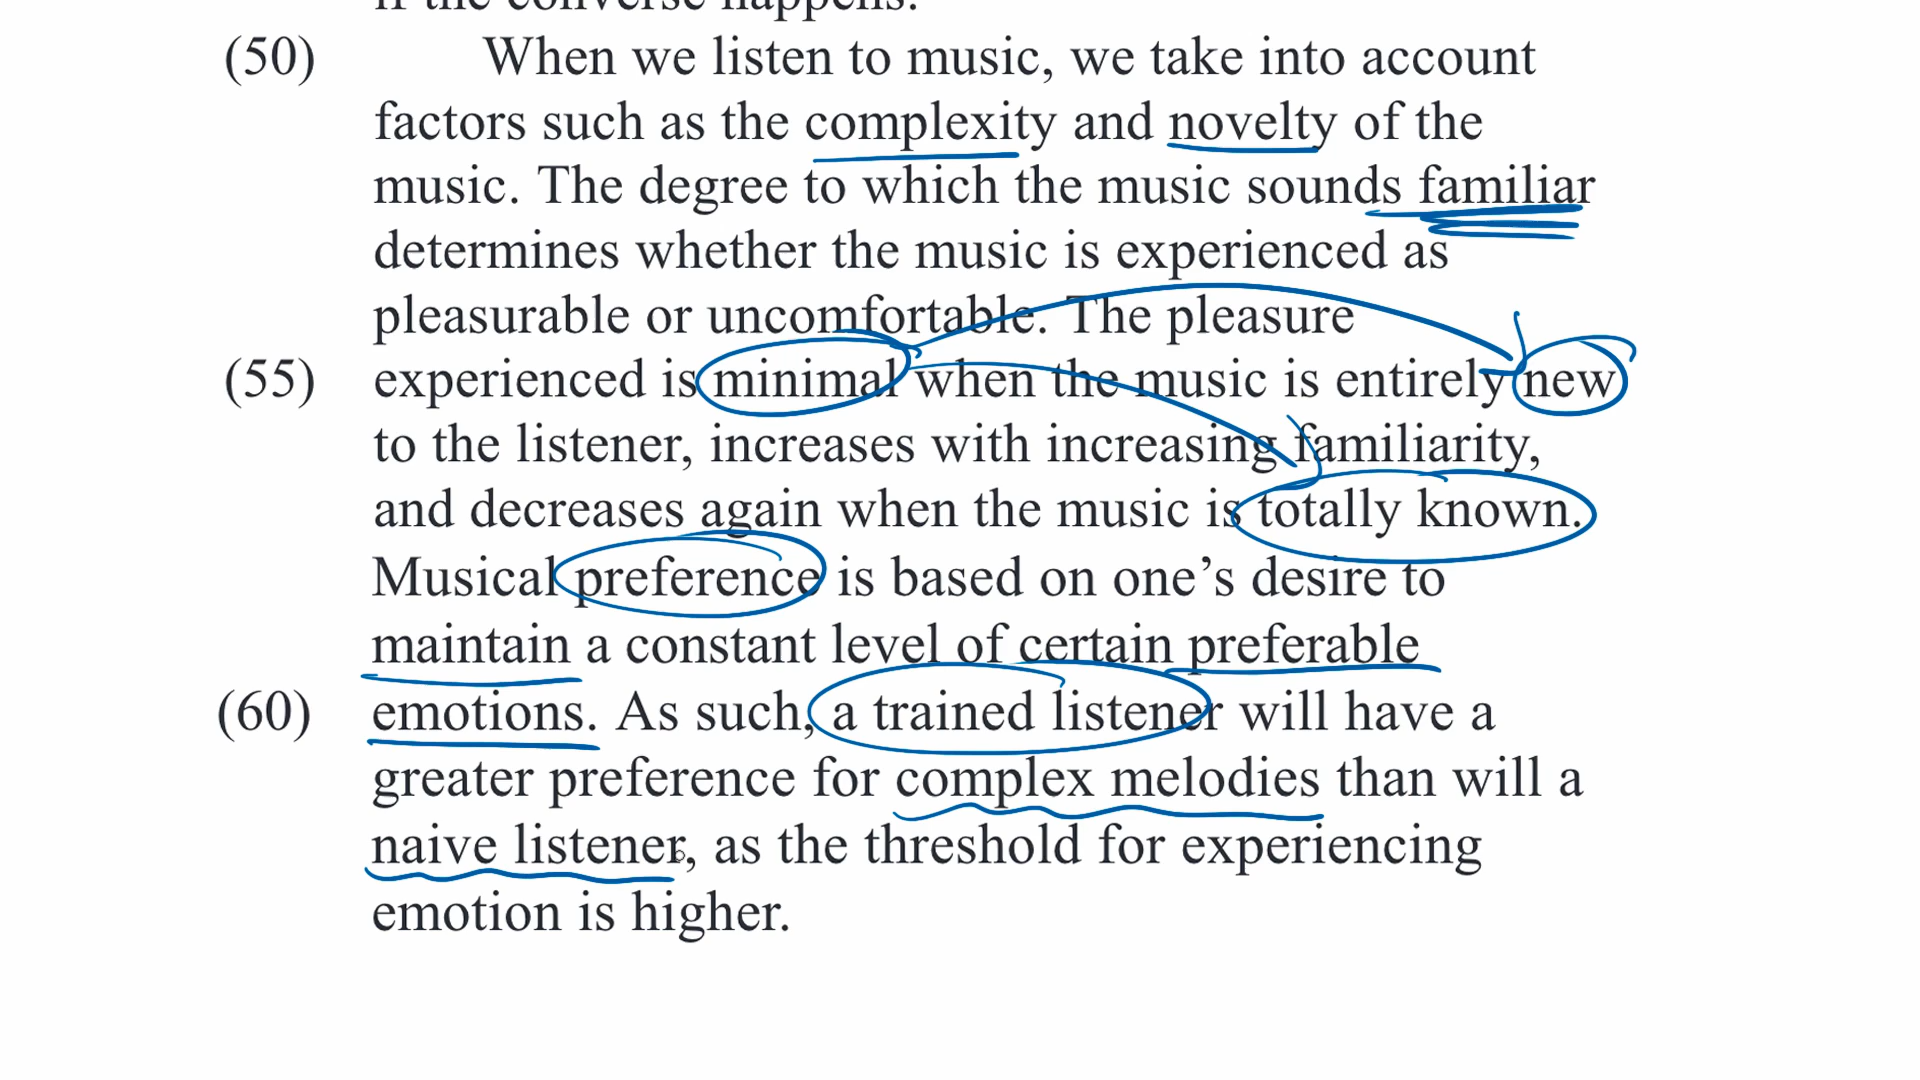 if the converse happens.
(50) When we listen to music, we take into account
factors such as the complexity and novelty of the
music. The degree to which the music sounds familiar
determines whether the music is experienced as
pleasurable or uncomfortable. The pleasure
(55) experienced is minimal when the music is entirely new
to the listener, increases with increasing familiarity,
and decreases again when the music is totally known.
Musical preference is based on one’s desire to
maintain a constant level of certain preferable
(60) emotions. As such, a trained listener will have a
greater preference for complex melodies than will a
naive listener, as the threshold for experiencing
emotion is higher.